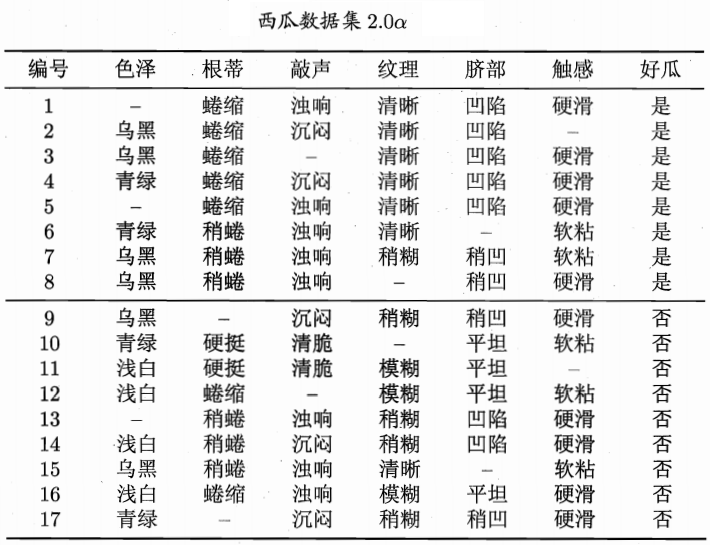 西瓜数据集 2.0α
编号 色泽 根蒂 敲声 纹理 脐部 触感 好瓜
1 – 蜷缩 浊响 清晰 凹陷 硬滑 是
2 乌黑 蜷缩 沉闷 清晰 凹陷 – 是
3 乌黑 蜷缩 – 清晰 凹陷 硬滑 是
4 青绿 蜷缩 沉闷 清晰 凹陷 硬滑 是
5 – 蜷缩 浊响 清晰 凹陷 硬滑 是
6 青绿 稍蜷 浊响 清晰 – 软粘 是
7 乌黑 稍蜷 浊响 稍糊 稍凹 软粘 是
8 乌黑 稍蜷 浊响 – 稍凹 硬滑 是
9 乌黑 – 沉闷 稍糊 稍凹 硬滑 否
10 青绿 硬挺 清脆 – 平坦 软粘 否
11 浅白 硬挺 清脆 模糊 平坦 – 否
12 浅白 蜷缩 – 模糊 平坦 软粘 否
13 – 稍蜷 浊响 稍糊 凹陷 硬滑 否
14 浅白 稍蜷 沉闷 稍糊 凹陷 硬滑 否
15 乌黑 稍蜷 浊响 清晰 – 软粘 否
16 浅白 蜷缩 浊响 模糊 平坦 硬滑 否
17 青绿 – 沉闷 稍糊 稍凹 硬滑 否